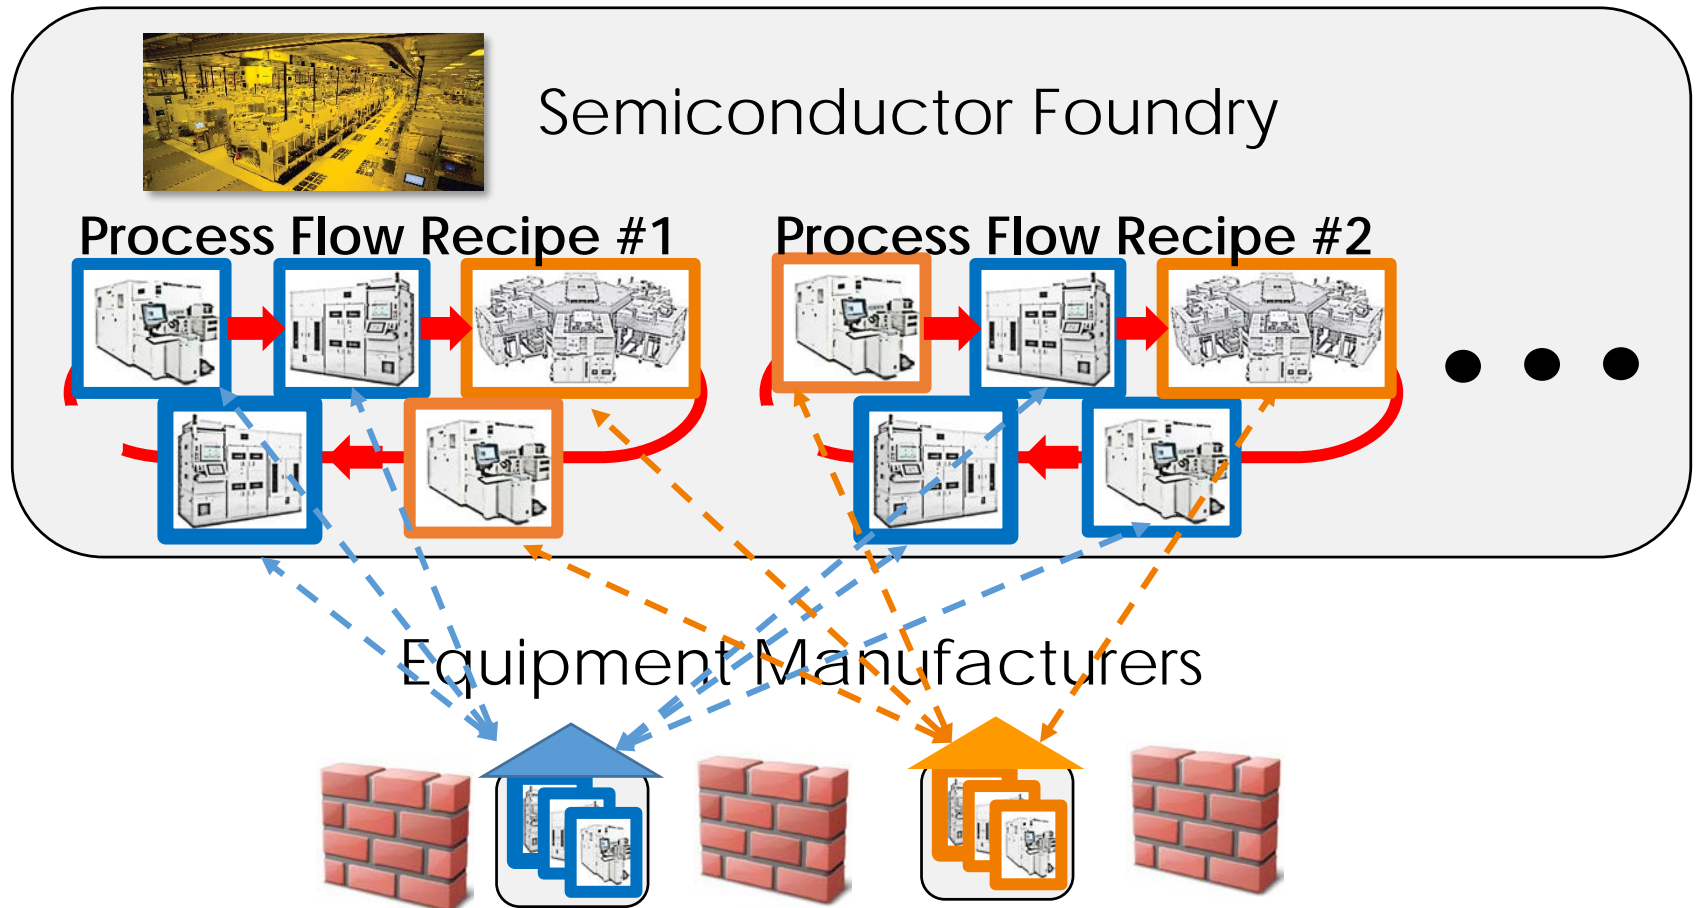 Semiconductor Foundry
Process Flow Recipe #1
Process Flow Recipe #2
Equipment Manufacturers